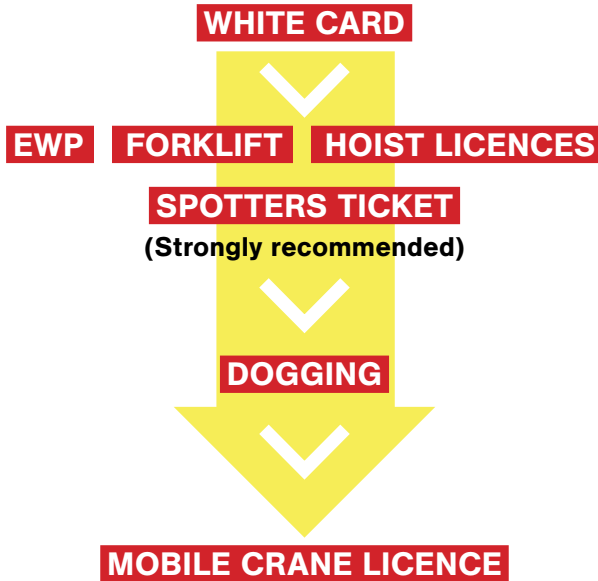 WHITE CARD
EWP FORKLIFT HOIST LICENCES
SPOTTERS TICKET
(Strongly recommended)
DOGGING
MOBILE CRANE LICENCE